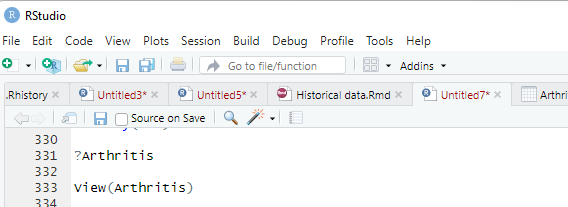 RStudio
File Edit Code View Plots Session Build Debug Profile Tools Help
Go to file/function Addins
.Rhistory Untitled3* Untitled5* Historical data.Rmd Untitled7* Arthri
Source on Save
330
331 ?Arthritis
332
333 View(Arthritis)
334